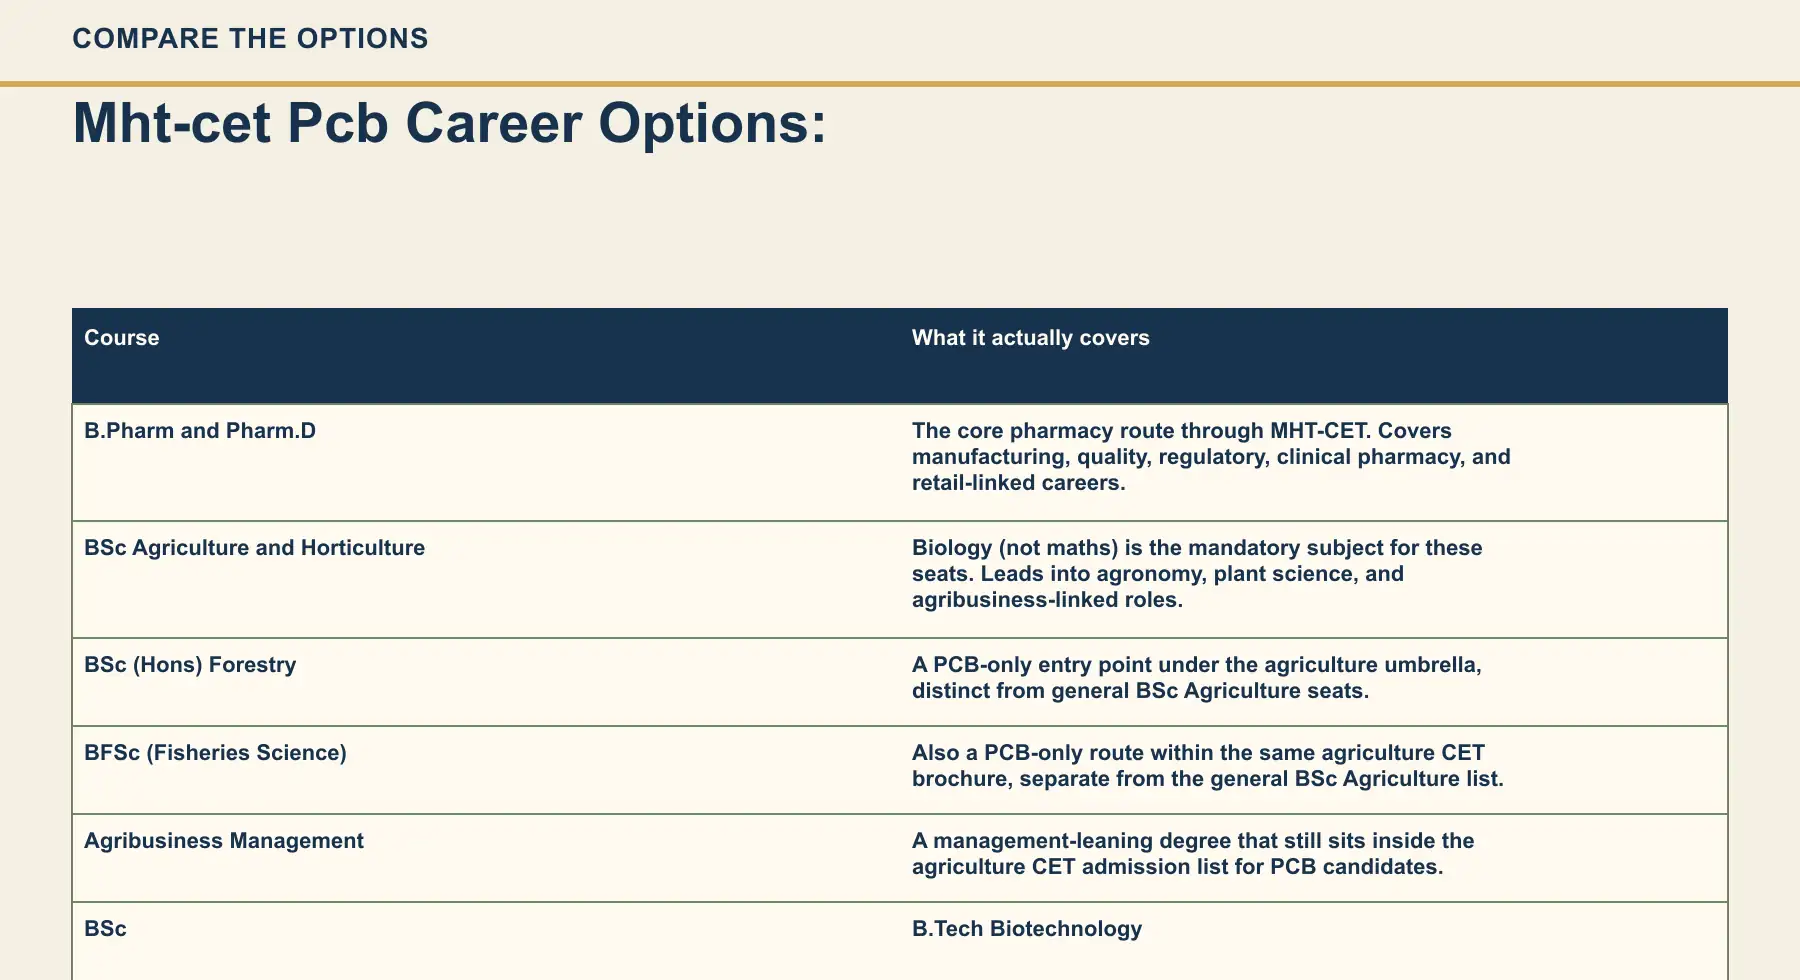 COMPARE THE OPTIONS
Mht-cet Pcb Career Options:
Course
What it actually covers
B.Pharm and Pharm.D
The core pharmacy route through MHT-CET. Covers
manufacturing, quality, regulatory, clinical pharmacy, and
retail-linked careers.
BSc Agriculture and Horticulture
Biology (not maths) is the mandatory subject for these
seats. Leads into agronomy, plant science, and
agribusiness-linked roles.
BSc (Hons) Forestry
A PCB-only entry point under the agriculture umbrella,
distinct from general BSc Agriculture seats.
BFSc (Fisheries Science)
Also a PCB-only route within the same agriculture CET
brochure, separate from the general BSc Agriculture list.
Agribusiness Management
A management-leaning degree that still sits inside the
agriculture CET admission list for PCB candidates.
BSc
B.Tech Biotechnology